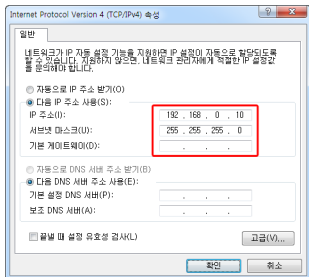 Internet Protocol Version 4 (TCP/IPv4) 속성
일반
네트워크가 IP 자동 설정 기능을 지원하면 IP 설정이 자동으로 할당되도록
할 수 있습니다. 지원하지 않으면, 네트워크 관리자에게 적절한 IP 설정값
을 문의해야 합니다.
자동으로 IP 주소 받기(O)
다음 IP 주소 사용(S):
IP 주소(I): 192 . 168 . 0 . 10
서브넷 마스크(U): 255 . 255 . 255 . 0
기본 게이트웨이(D): . . .
자동으로 DNS 서버 주소 받기(B)
다음 DNS 서버 주소 사용(E):
기본 설정 DNS 서버(P): . . .
보조 DNS 서버(A): . . .
끝낼 때 설정 유효성 검사(L)
고급(V)...
확인
취소